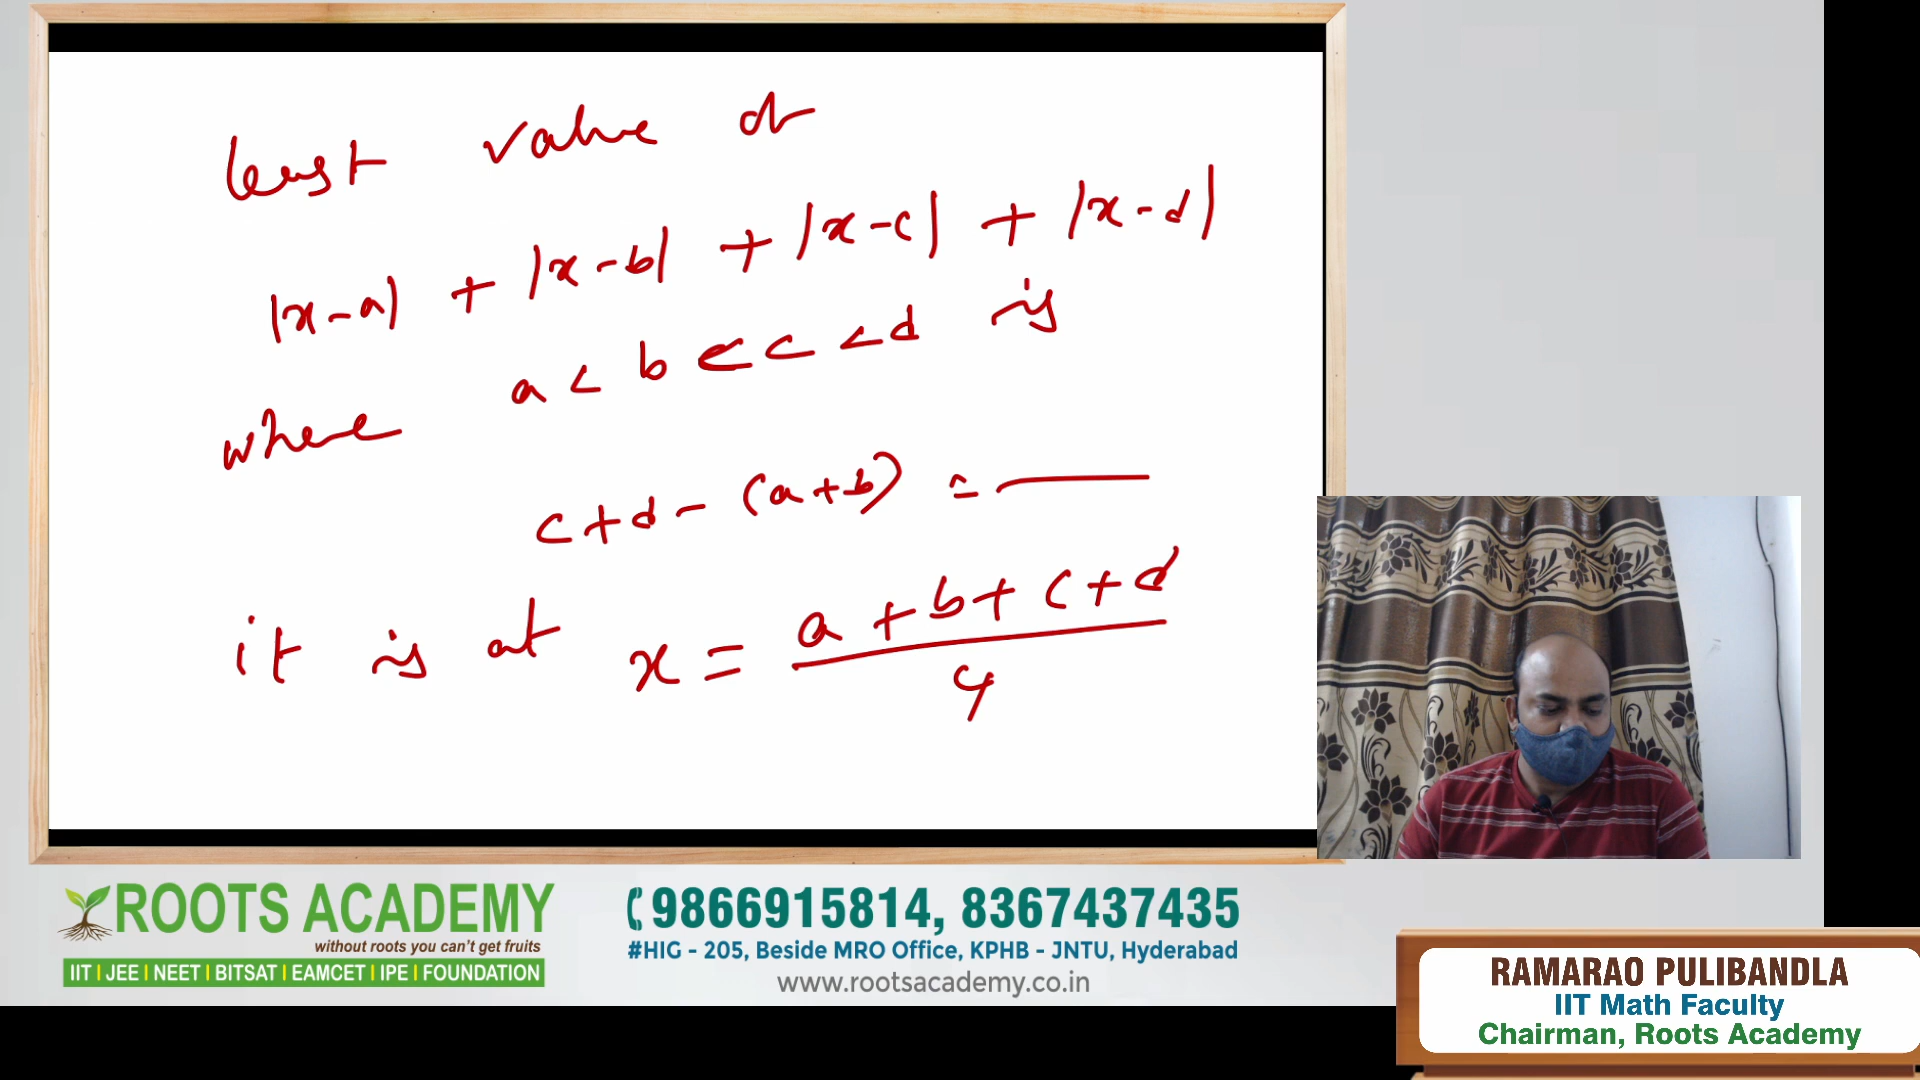 least value of
|x-a| + |x-b| + |x-c| + |x-d|
where a < b < c < d is
c+d-(a+b) = ———
it is at x = a+b+c+d
4
ROOTS ACADEMY
without roots you can't get fruits
IIT | JEE | NEET | BITSAT | EAMCET | IPE | FOUNDATION
9866915814, 8367437435
#HIG - 205, Beside MRO Office, KPHB - JNTU, Hyderabad
www.rootsacademy.co.in
RAMARAO PULIBANDLA
IIT Math Faculty
Chairman, Roots Academy